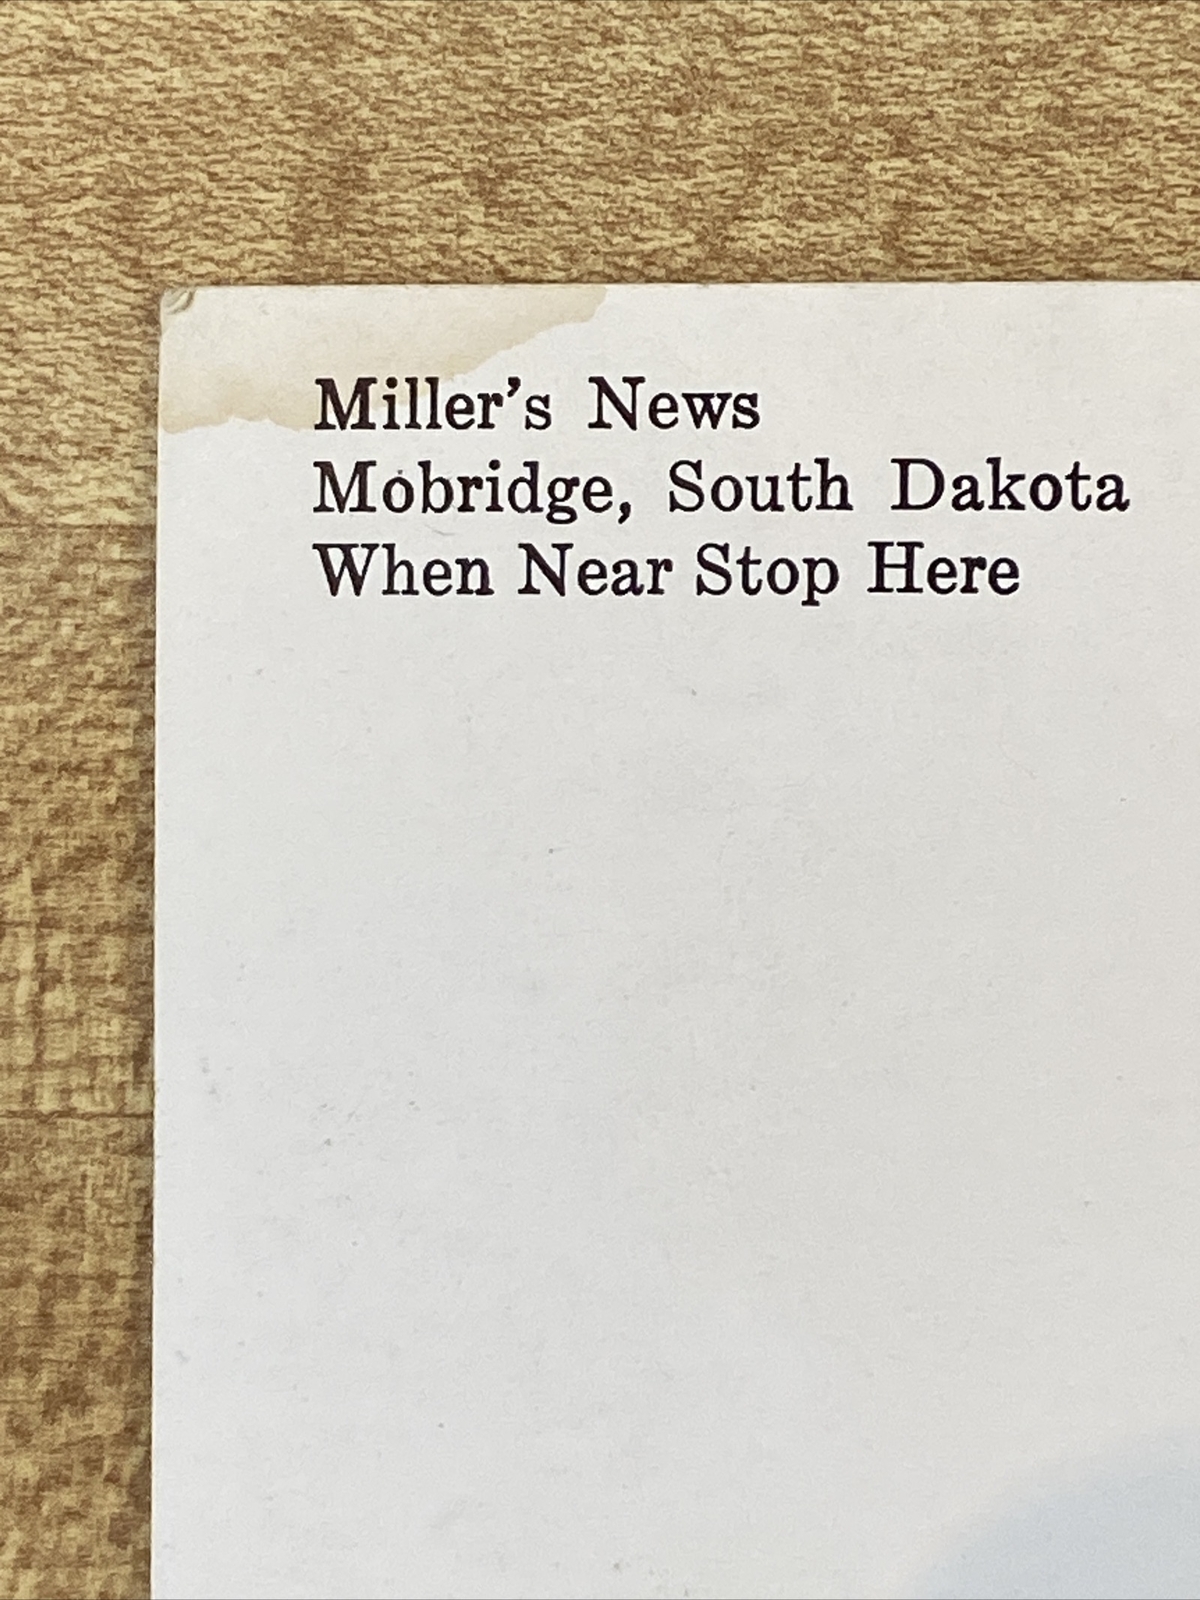 Miller's News
Mobridge, South Dakota
When Near Stop Here